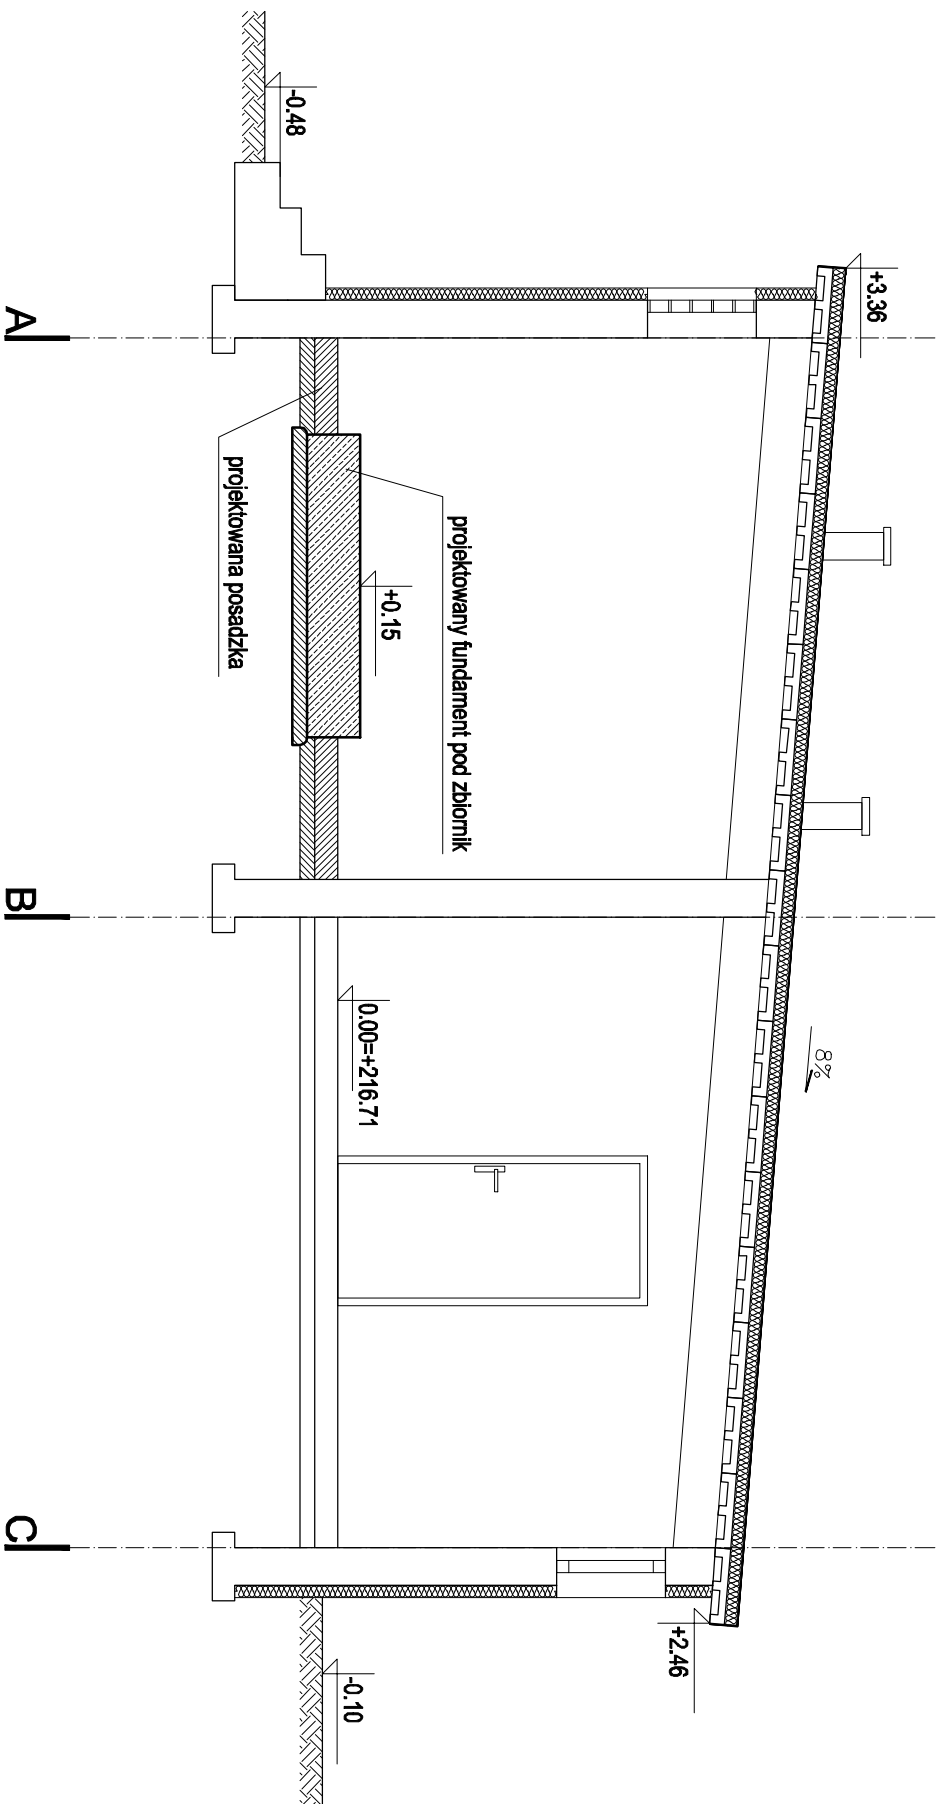 +3.36
-0.48
8%
projektowany fundament pod zbiornik
+0.15
0.00=+216.71
+2.46
-0.10
projektowana posadzka
A
B
C